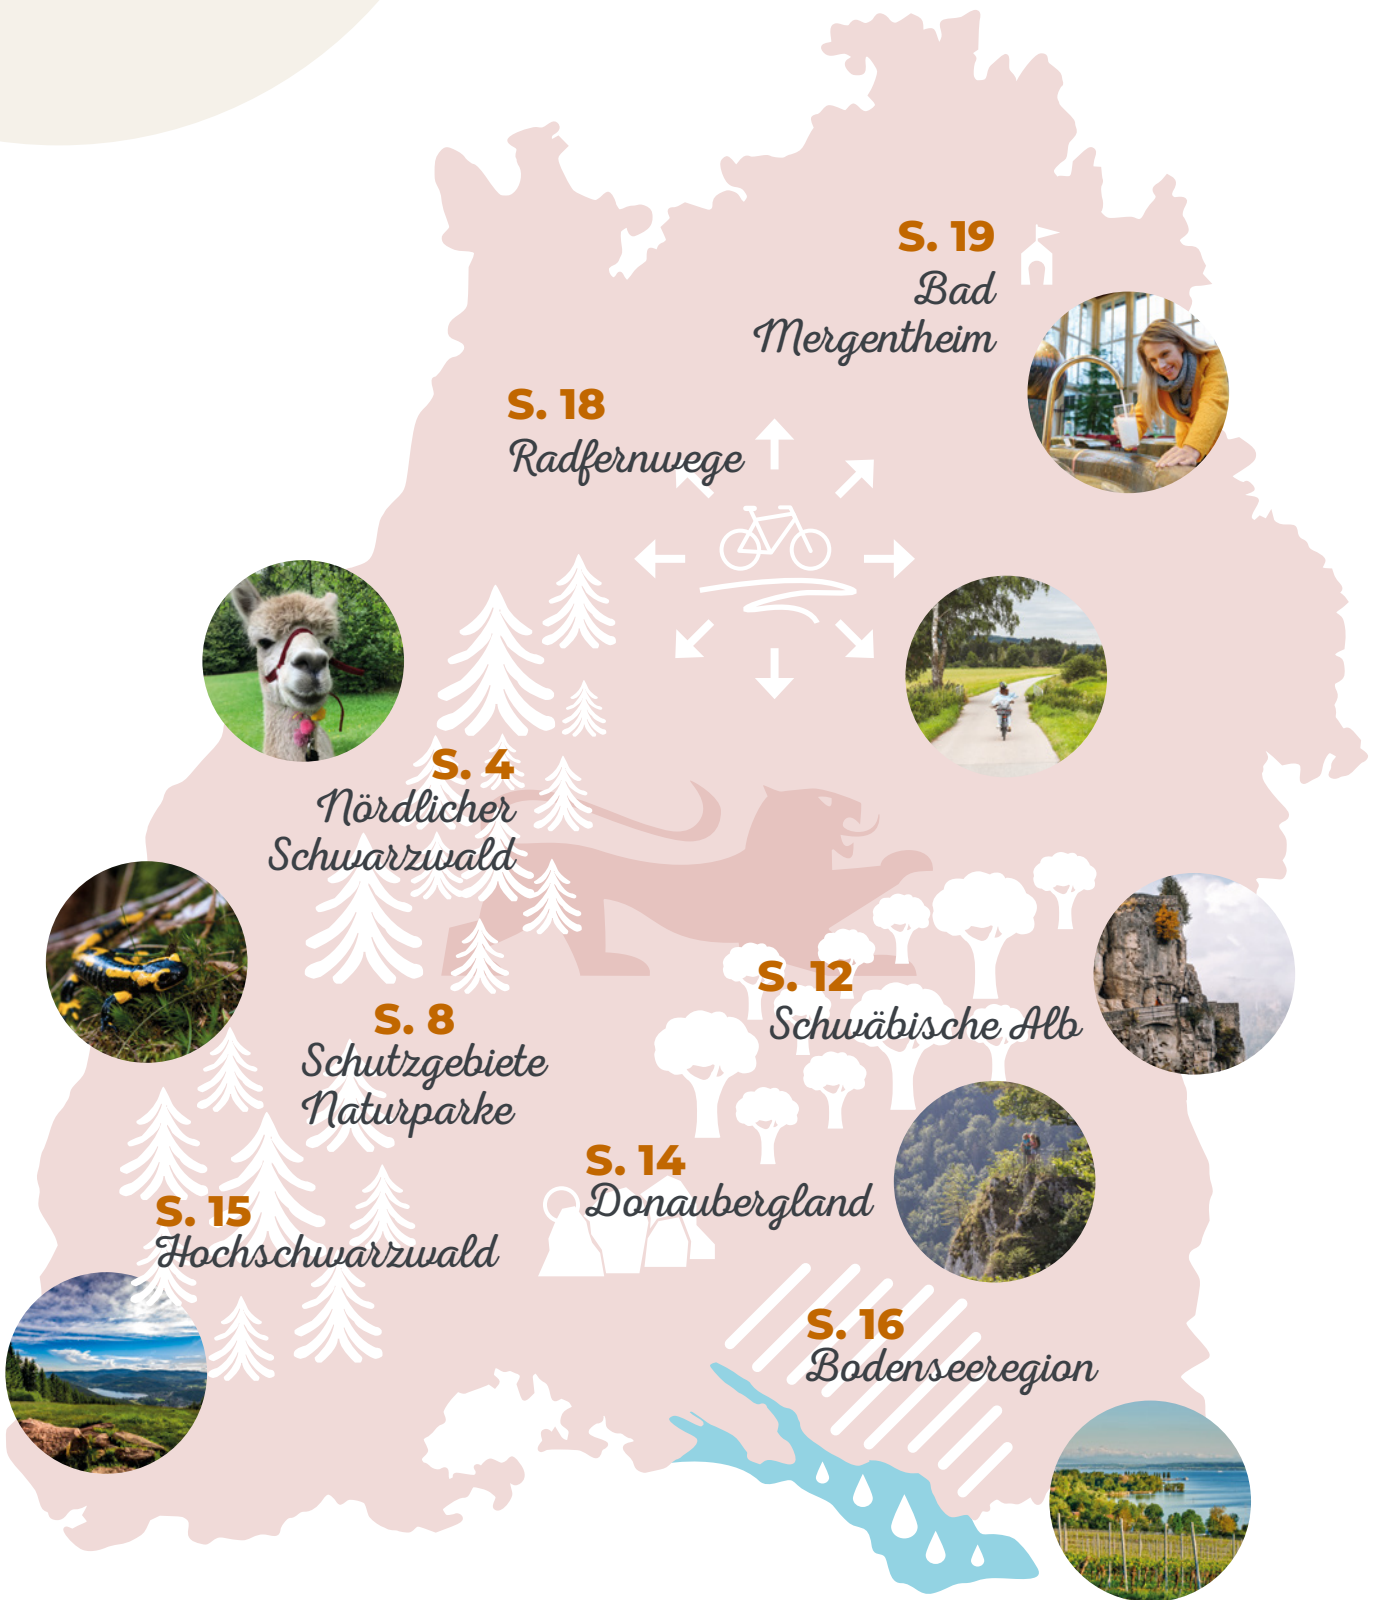 S. 19
Bad
Mergentheim
S. 18
Radfernwege
S. 4
Nördlicher
Schwarzwald
S. 12
Schwäbische Alb
S. 8
Schutzgebiete
Naturparke
S. 14
Donaubergland
S. 15
Hochschwarzwald
S. 16
Bodenseeregion